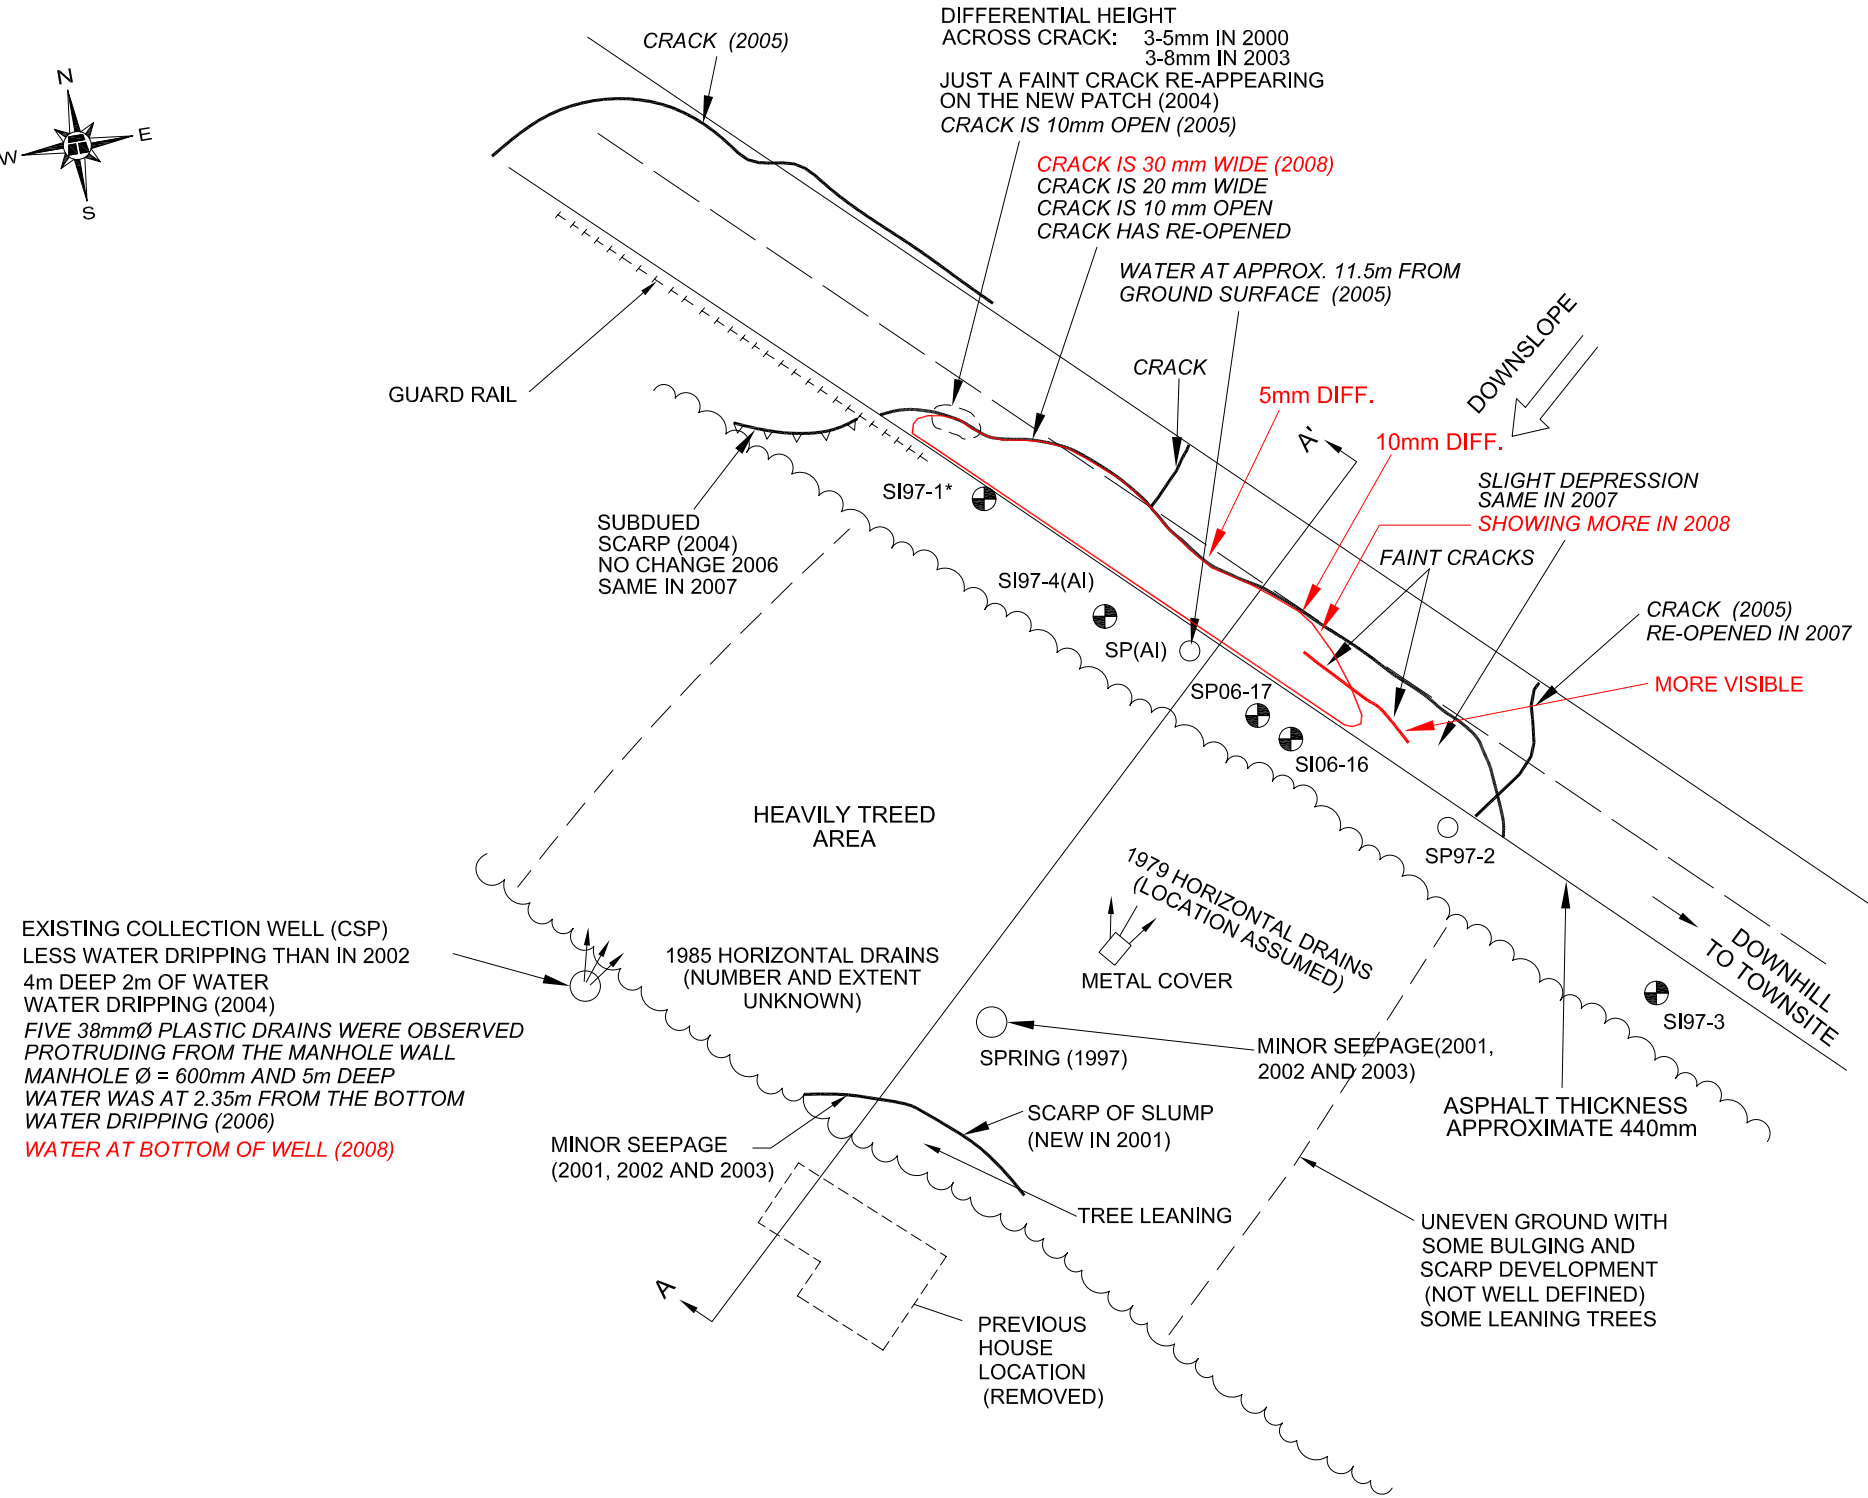 DIFFERENTIAL HEIGHT
ACROSS CRACK: 3-5mm IN 2000
3-8mm IN 2003
JUST A FAINT CRACK RE-APPEARING
ON THE NEW PATCH (2004)
CRACK IS 10mm OPEN (2005)
CRACK (2005)
N
E
W
S
CRACK IS 30 mm WIDE (2008)
CRACK IS 20 mm WIDE
CRACK IS 10 mm OPEN
CRACK HAS RE-OPENED
WATER AT APPROX. 11.5m FROM
GROUND SURFACE (2005)
CRACK
DOWNSLOPE
GUARD RAIL
5mm DIFF.
A'
10mm DIFF.
SLIGHT DEPRESSION
SAME IN 2007
SHOWING MORE IN 2008
FAINT CRACKS
SI97-1*
SUBDUED
SCARP (2004)
NO CHANGE 2006
SAME IN 2007
SI97-4(AI)
SP(AI)
CRACK (2005)
RE-OPENED IN 2007
MORE VISIBLE
SP06-17
SI06-16
HEAVILY TREED
AREA
SP97-2
1979 HORIZONTAL DRAINS
(LOCATION ASSUMED)
METAL COVER
DOWNHILL
TO TOWNSITE
SI97-3
EXISTING COLLECTION WELL (CSP)
LESS WATER DRIPPING THAN IN 2002
4m DEEP 2m OF WATER
WATER DRIPPING (2004)
FIVE 38mmØ PLASTIC DRAINS WERE OBSERVED
PROTRUDING FROM THE MANHOLE WALL
MANHOLE Ø = 600mm AND 5m DEEP
WATER WAS AT 2.35m FROM THE BOTTOM
WATER DRIPPING (2006)
WATER AT BOTTOM OF WELL (2008)
1985 HORIZONTAL DRAINS
(NUMBER AND EXTENT
UNKNOWN)
SPRING (1997)
MINOR SEEPAGE(2001,
2002 AND 2003)
ASPHALT THICKNESS
APPROXIMATE 440mm
SCARP OF SLUMP
(NEW IN 2001)
MINOR SEEPAGE
(2001, 2002 AND 2003)
TREE LEANING
UNEVEN GROUND WITH
SOME BULGING AND
SCARP DEVELOPMENT
(NOT WELL DEFINED)
SOME LEANING TREES
A
PREVIOUS
HOUSE
LOCATION
(REMOVED)